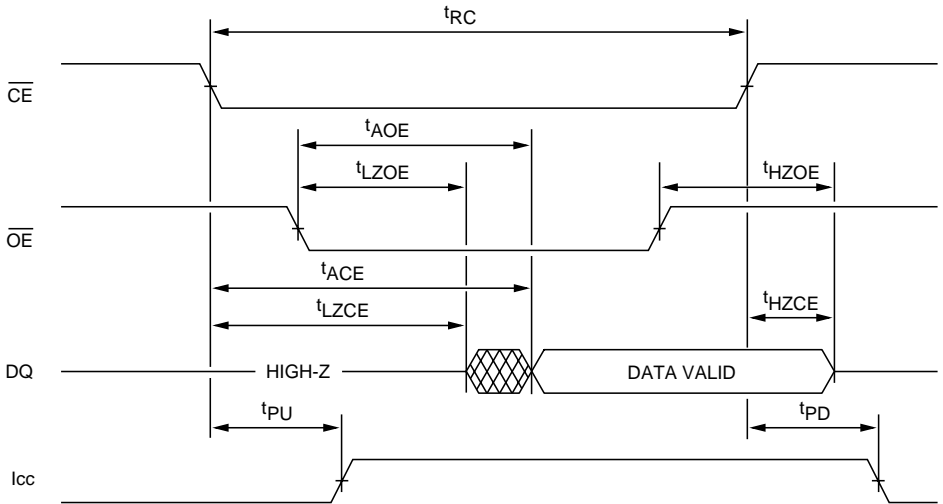 tRC
CE
tAOE
tLZOE
tHZOE
OE
tACE
tLZCE
tHZCE
DQ
HIGH-Z
DATA VALID
tPU
tPD
Icc